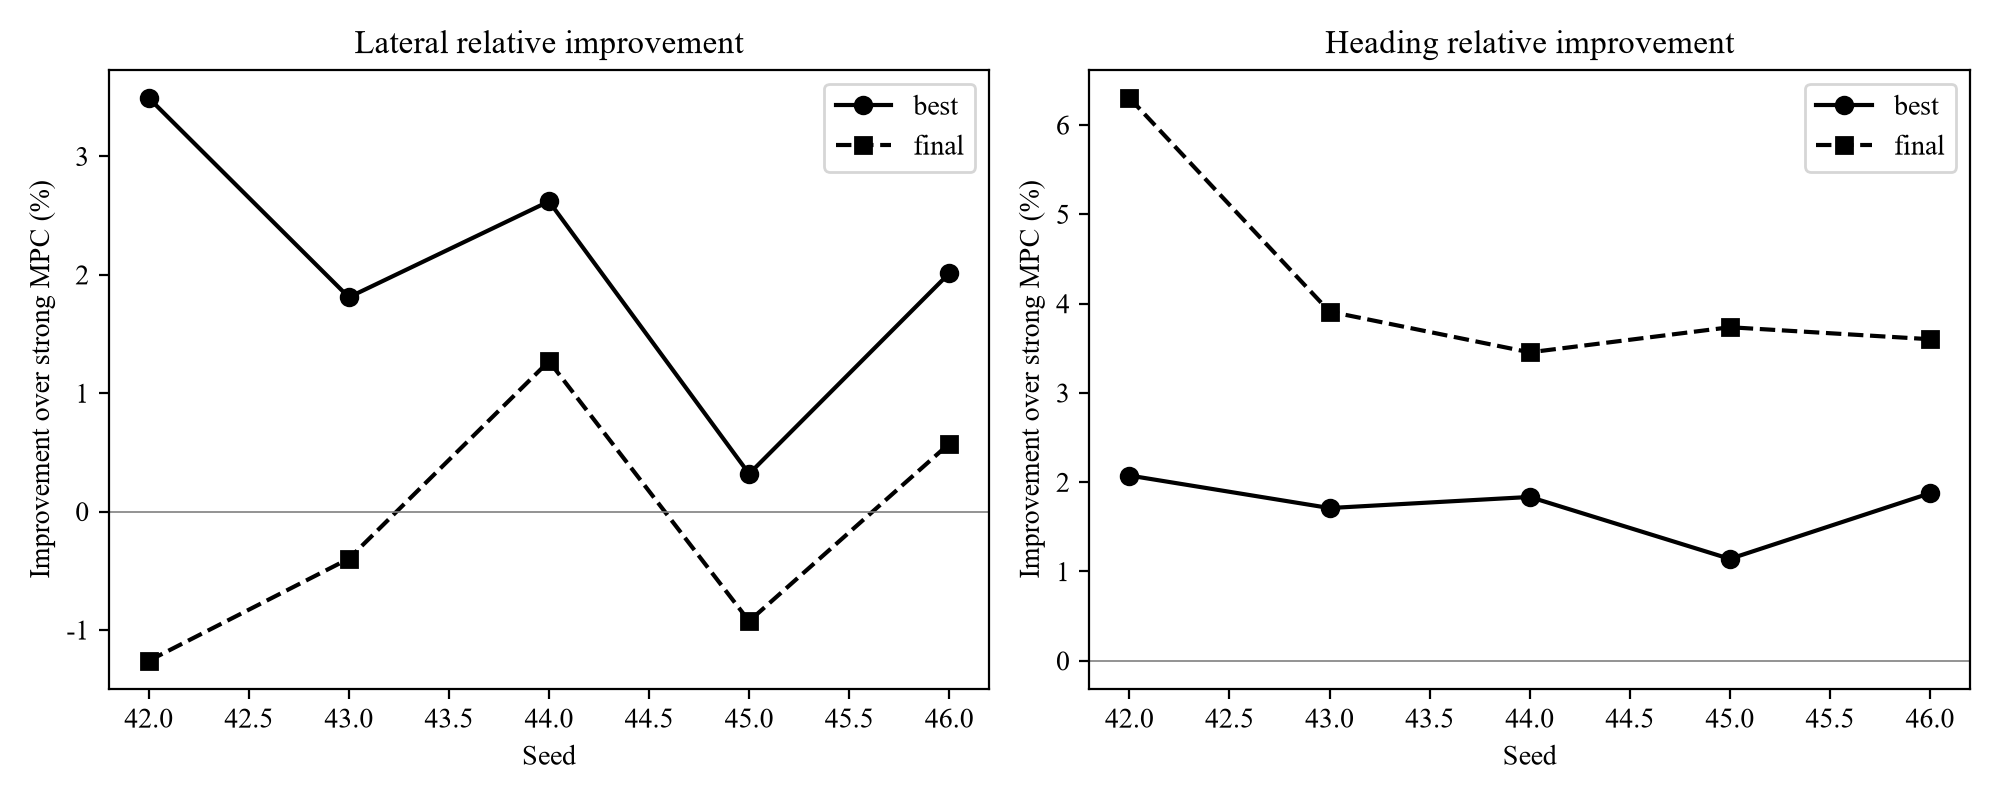 Lateral relative improvement
best
final
Improvement over strong MPC (%)
3
2
1
0
-1
42.0 42.5 43.0 43.5 44.0 44.5 45.0 45.5 46.0
Seed
Heading relative improvement
best
final
Improvement over strong MPC (%)
6
5
4
3
2
1
0
42.0 42.5 43.0 43.5 44.0 44.5 45.0 45.5 46.0
Seed